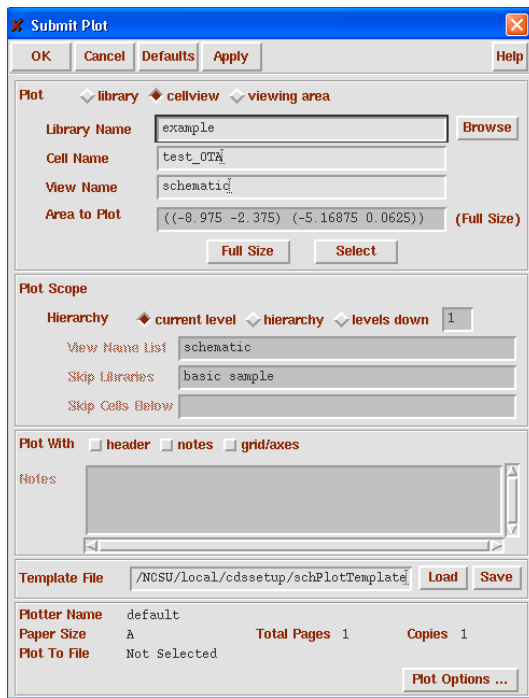 Submit Plot
OK Cancel Defaults Apply Help
Plot library cellview viewing area
Library Name example Browse
Cell Name test_OTA
View Name schematic
Area to Plot ((-8.975 -2.375) (-5.16875 0.0625)) (Full Size)
Full Size Select
Plot Scope
Hierarchy current level hierarchy levels down 1
View Name List schematic
Skip Libraries basic sample
Skip Cells Below
Plot With header notes grid/axes
Notes
Template File /NCSU/local/cdssetup/schPlotTemplate Load Save
Plotter Name default
Paper Size A Total Pages 1 Copies 1
Plot To File Not Selected
Plot Options ...